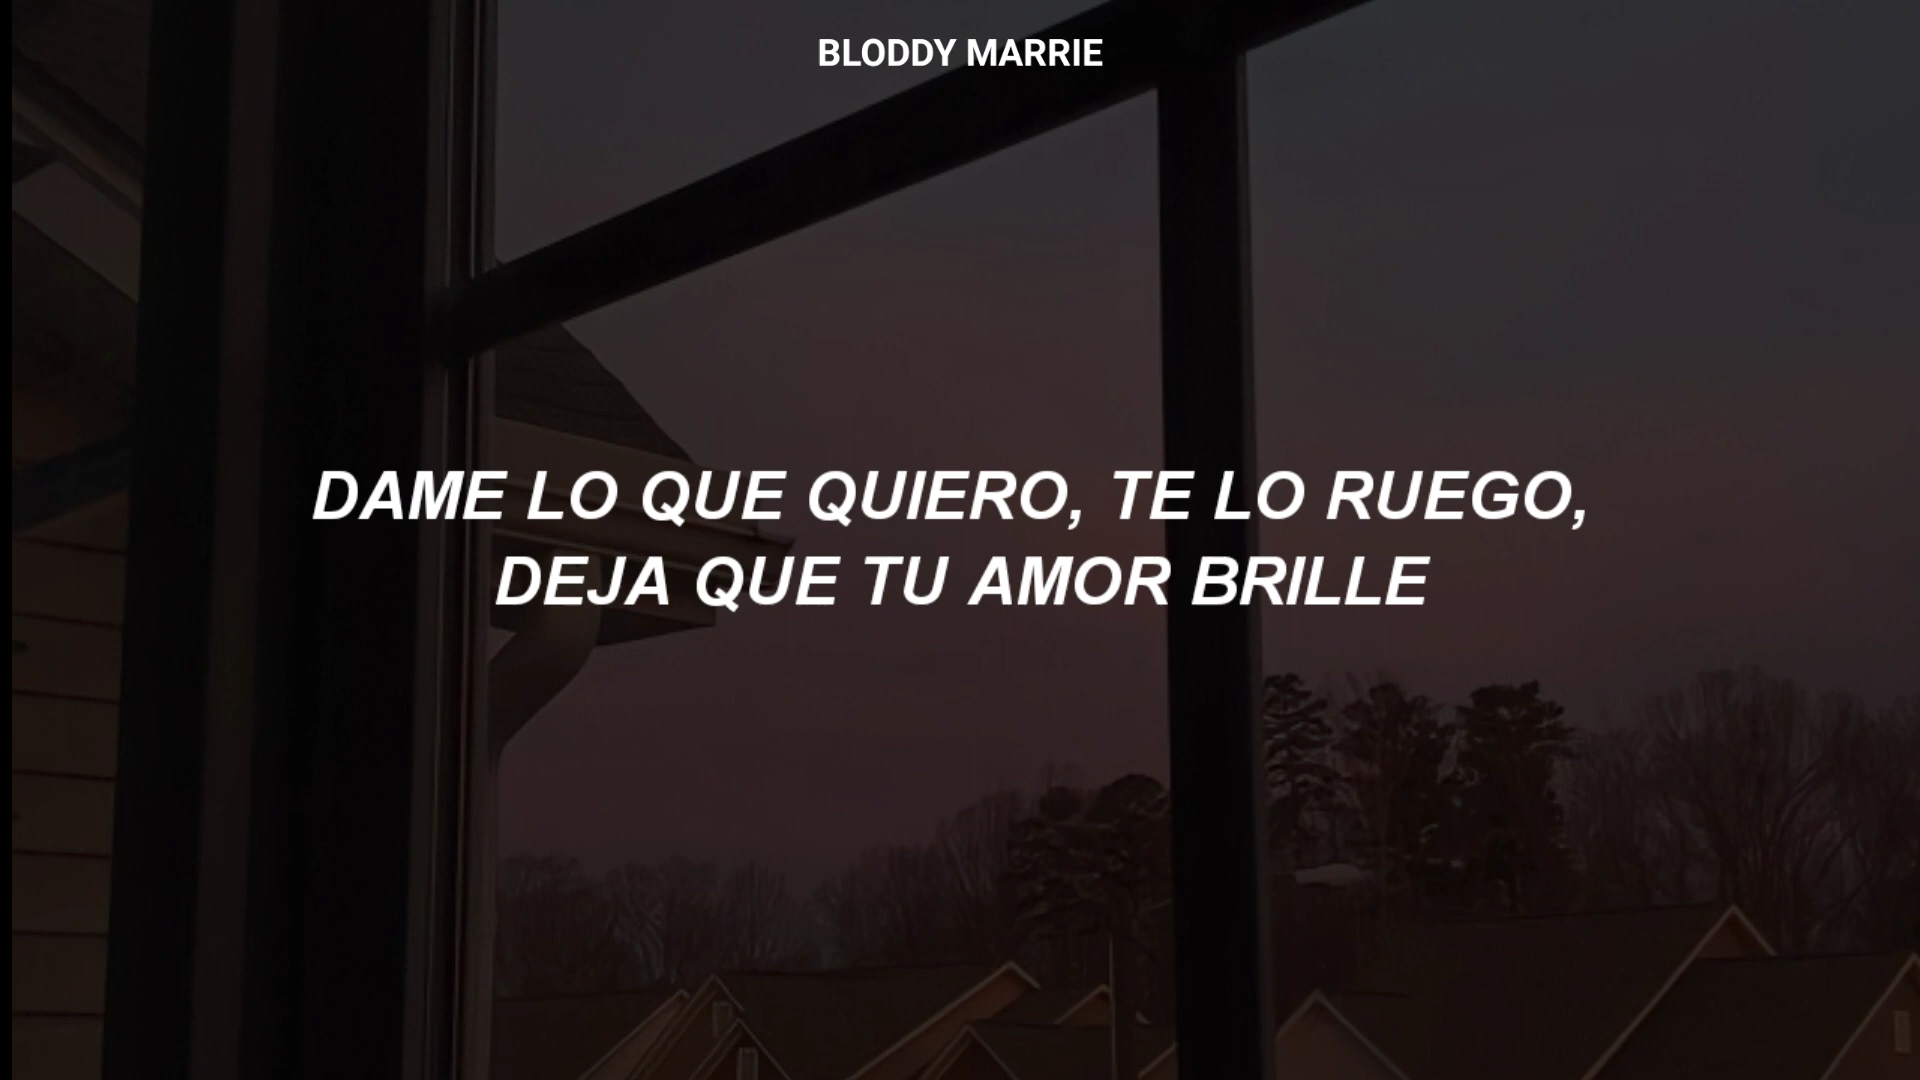 BLODDY MARRIE
DAME LO QUE QUIERO, TE LO RUEGO,
DEJA QUE TU AMOR BRILLE